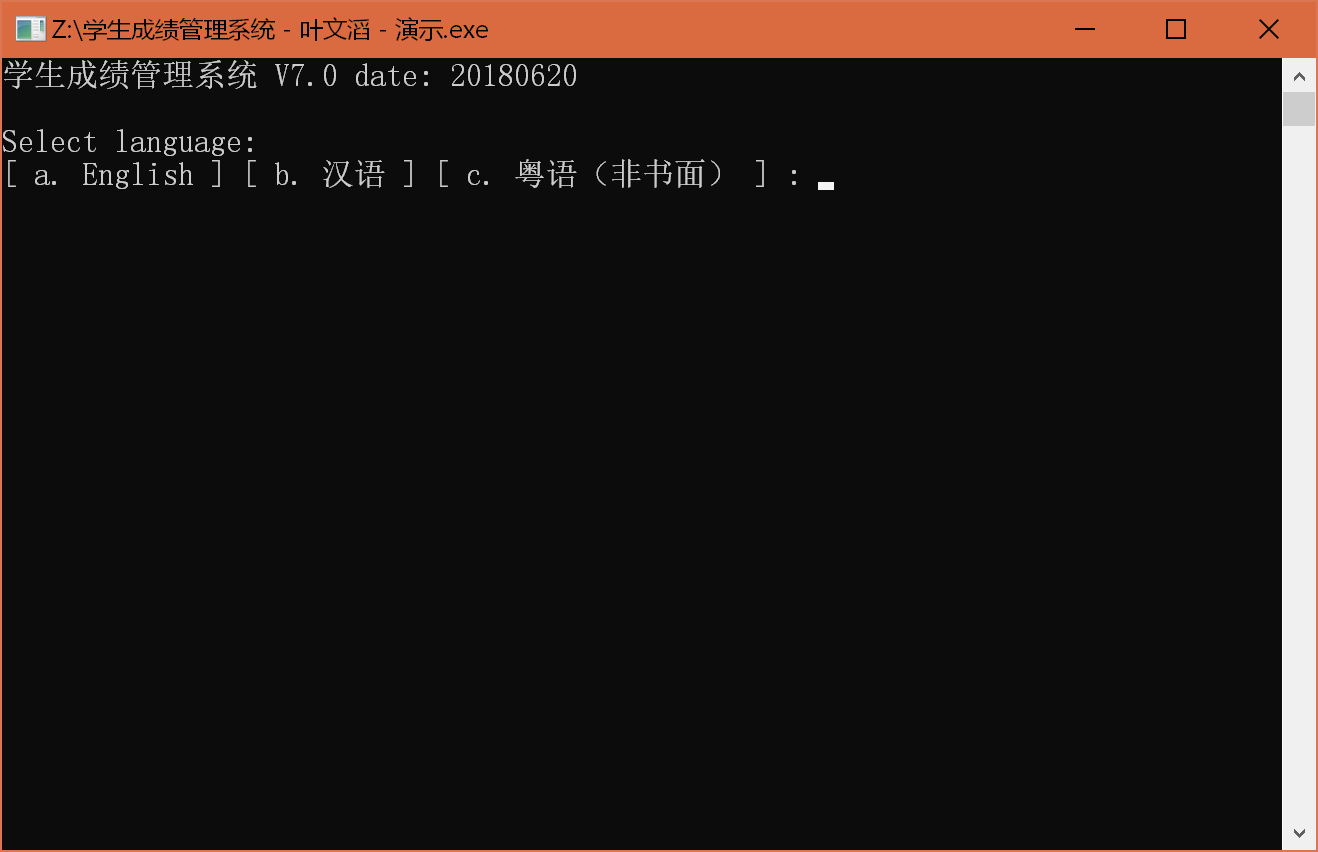 Z:\学生成绩管理系统 - 叶文滔 - 演示.exe
学生成绩管理系统 V7.0 date: 20180620
Select language:
[ a. English ] [ b. 汉语 ] [ c. 粤语（非书面） ] :